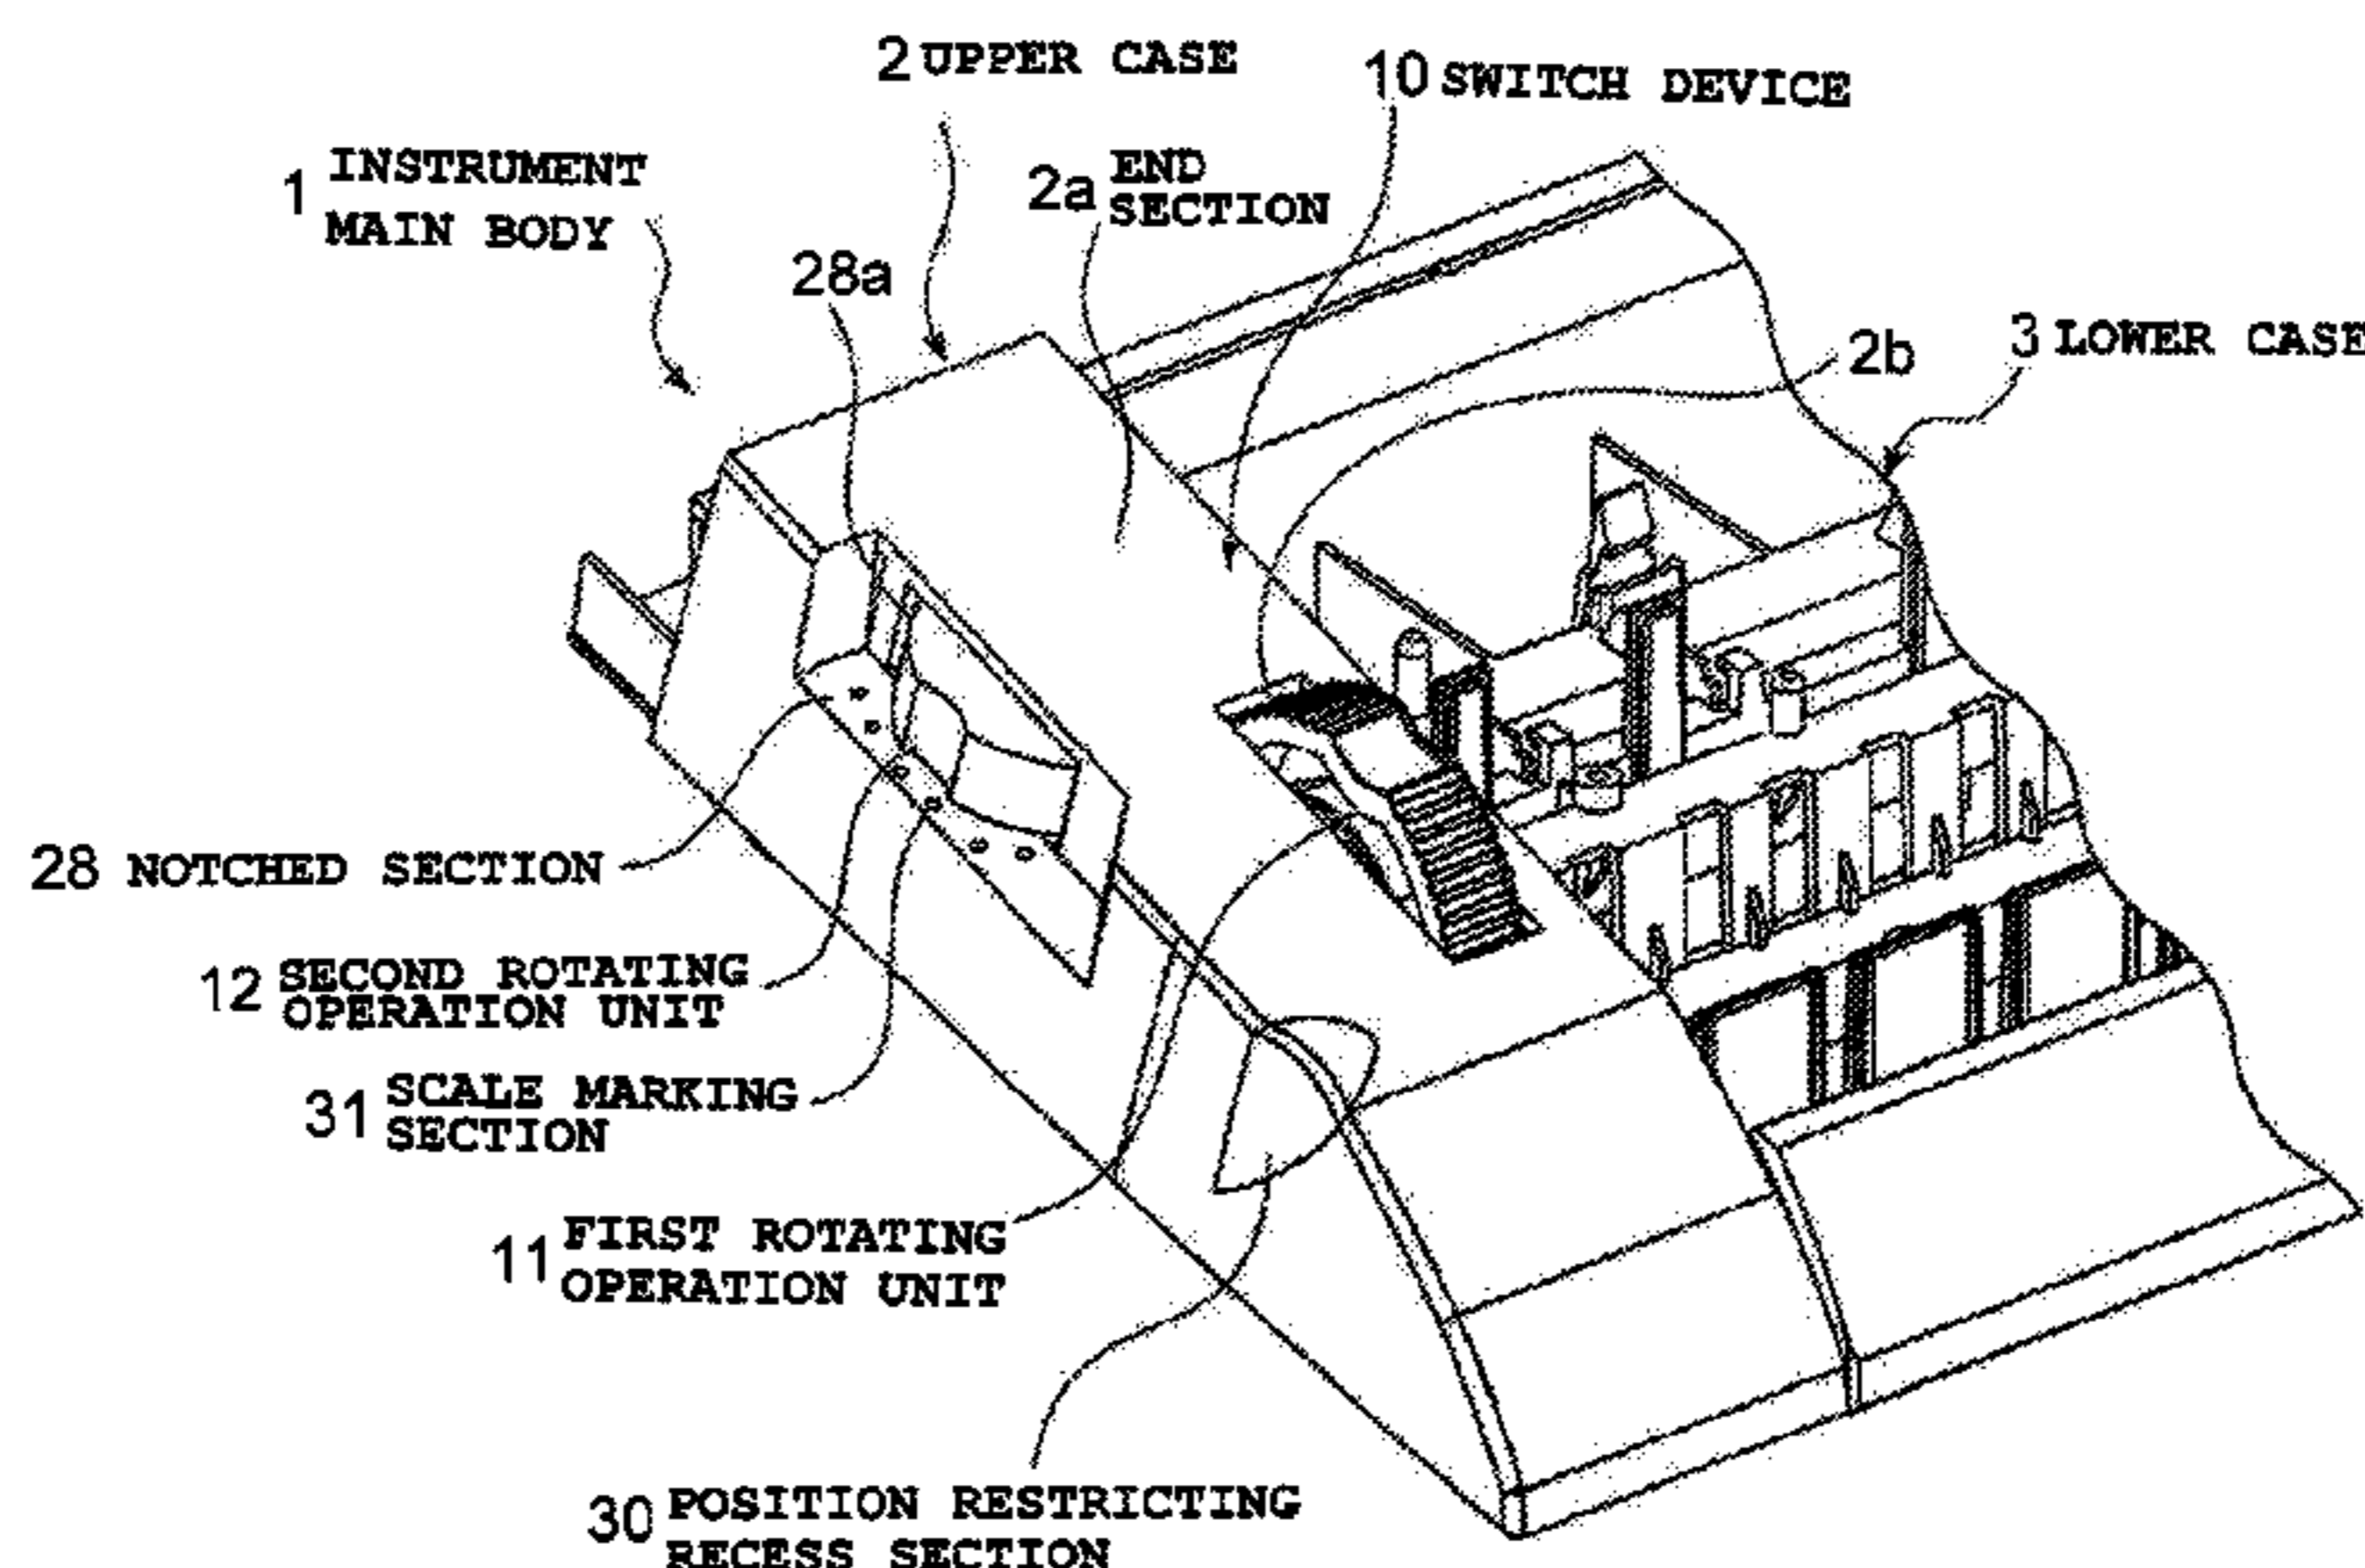 2 UPPER CASE
10 SWITCH DEVICE
1 INSTRUMENT
MAIN BODY
2a END
SECTION
28a
2b
3 LOWER CASE
28 NOTCHED SECTION
12 SECOND ROTATING
OPERATION UNIT
31 SCALE MARKING
SECTION
11 FIRST ROTATING
OPERATION UNIT
30 POSITION RESTRICTING
RECESS SECTION